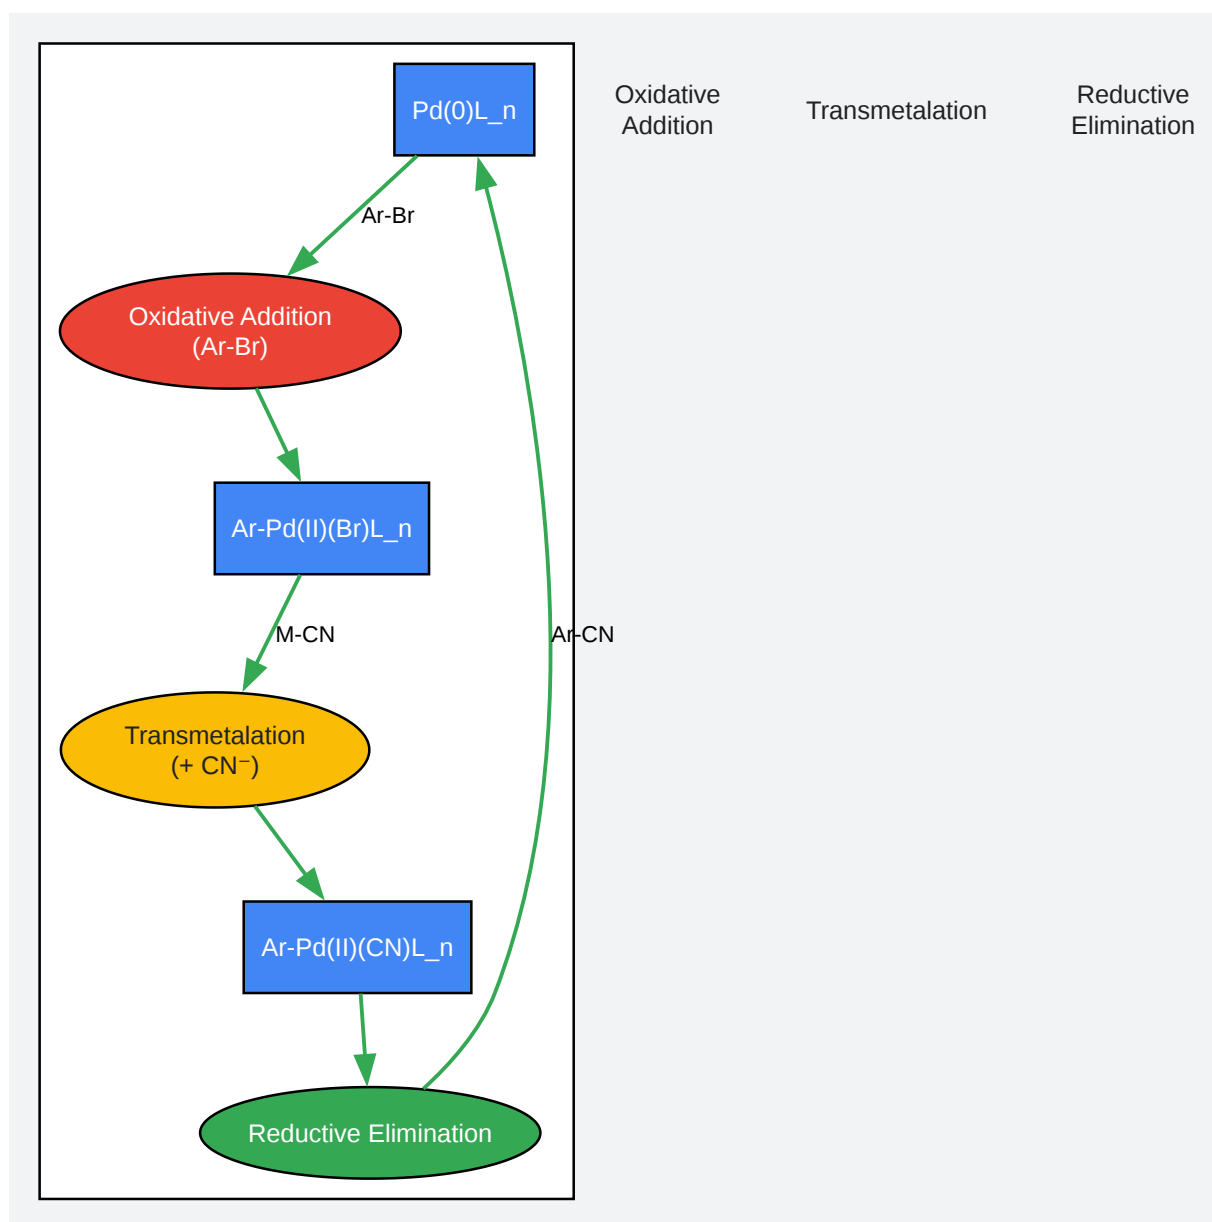 Pd(0)L_n
Oxidative
Addition
Transmetalation
Reductive
Elimination
Ar-Br
Oxidative Addition
(Ar-Br)
Ar-Pd(II)(Br)L_n
M-CN
Ar-CN
Transmetalation
(+ CN⁻)
Ar-Pd(II)(CN)L_n
Reductive Elimination